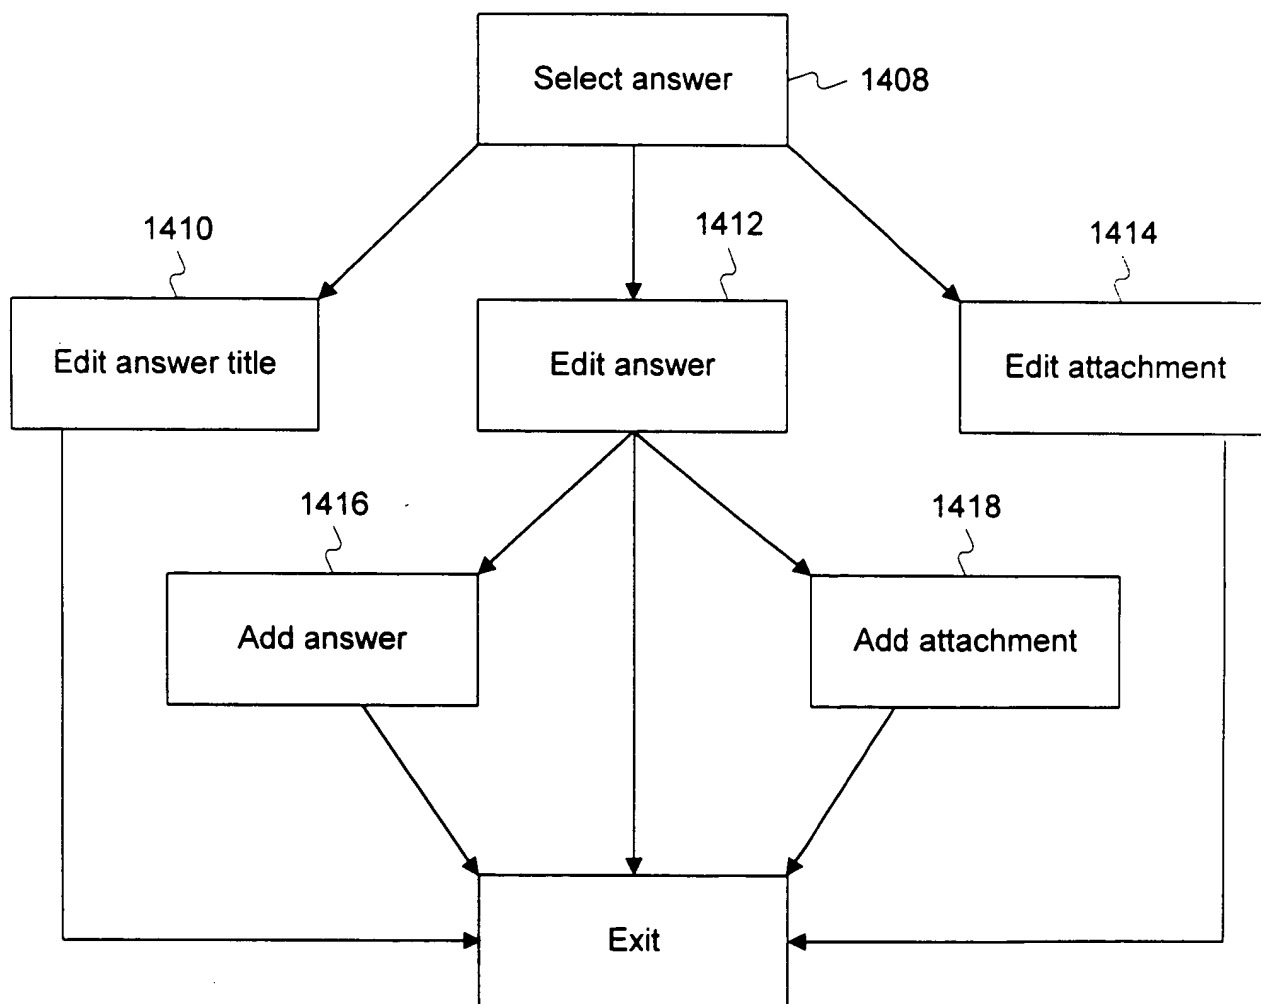 Select answer
1408
1410
1412
1414
Edit answer title
Edit answer
Edit attachment
1416
1418
Add answer
Add attachment
Exit